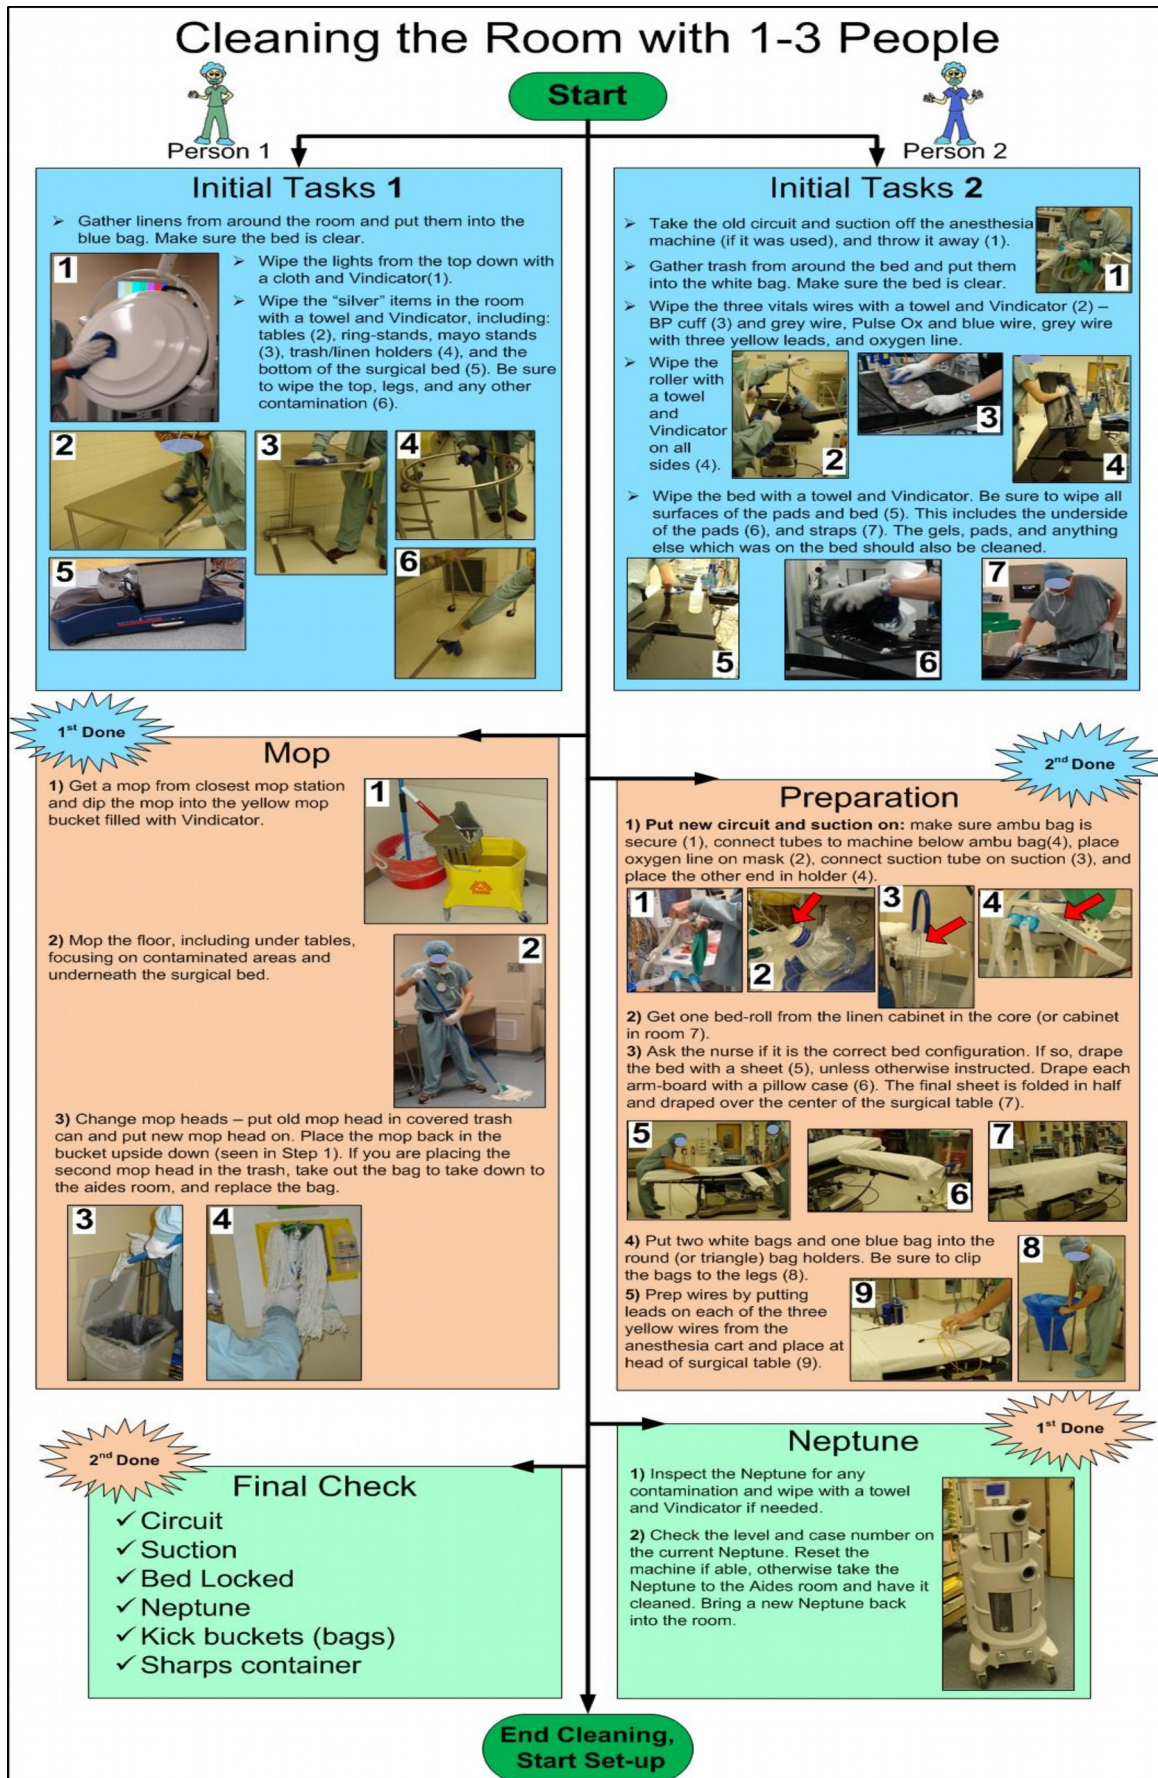 Cleaning the Room with 1-3 People
Start
Person 1
Person 2
Initial Tasks 1
➢ Gather linens from around the room and put them into the
blue bag. Make sure the bed is clear.
1
➢ Wipe the lights from the top down with
a cloth and Vindicator(1).
➢ Wipe the “silver” items in the room
with a towel and Vindicator, including:
tables (2), ring-stands, mayo stands
(3), trash/linen holders (4), and the
bottom of the surgical bed (5). Be sure
to wipe the top, legs, and any other
contamination (6).
2
3
4
5
6
Initial Tasks 2
➢ Take the old circuit and suction off the anesthesia
machine (if it was used), and throw it away (1).
1
➢ Gather trash from around the bed and put them
into the white bag. Make sure the bed is clear.
➢ Wipe the three vitals wires with a towel and Vindicator (2) –
BP cuff (3) and grey wire, Pulse Ox and blue wire, grey wire
with three yellow leads, and oxygen line.
➢ Wipe the
roller with
a towel
and
Vindicator
on all
sides (4).
2
3
4
➢ Wipe the bed with a towel and Vindicator. Be sure to wipe all
surfaces of the pads and bed (5). This includes the underside
of the pads (6), and straps (7). The gels, pads, and anything
else which was on the bed should also be cleaned.
5
6
7
1st Done
Mop
1) Get a mop from closest mop station
and dip the mop into the yellow mop
bucket filled with Vindicator.
1
2) Mop the floor, including under tables,
focusing on contaminated areas and
underneath the surgical bed.
2
3) Change mop heads – put old mop head in covered trash
can and put new mop head on. Place the mop back in the
bucket upside down (seen in Step 1). If you are placing the
second mop head in the trash, take out the bag to take down to
the aides room, and replace the bag.
3
4
2nd Done
Preparation
1) Put new circuit and suction on: make sure ambu bag is
secure (1), connect tubes to machine below ambu bag(4), place
oxygen line on mask (2), connect suction tube on suction (3), and
place the other end in holder (4).
1
2
3
4
2) Get one bed-roll from the linen cabinet in the core (or cabinet
in room 7).
3) Ask the nurse if it is the correct bed configuration. If so, drape
the bed with a sheet (5), unless otherwise instructed. Drape each
arm-board with a pillow case (6). The final sheet is folded in half
and draped over the center of the surgical table (7).
5
6
7
4) Put two white bags and one blue bag into the
round (or triangle) bag holders. Be sure to clip
the bags to the legs (8).
8
5) Prep wires by putting
leads on each of the three
yellow wires from the
anesthesia cart and place at
head of surgical table (9).
9
2nd Done
Final Check
✓ Circuit
✓ Suction
✓ Bed Locked
✓ Neptune
✓ Kick buckets (bags)
✓ Sharps container
1st Done
Neptune
1) Inspect the Neptune for any
contamination and wipe with a towel
and Vindicator if needed.
2) Check the level and case number on
the current Neptune. Reset the
machine if able, otherwise take the
Neptune to the Aides room and have it
cleaned. Bring a new Neptune back
into the room.
End Cleaning,
Start Set-up